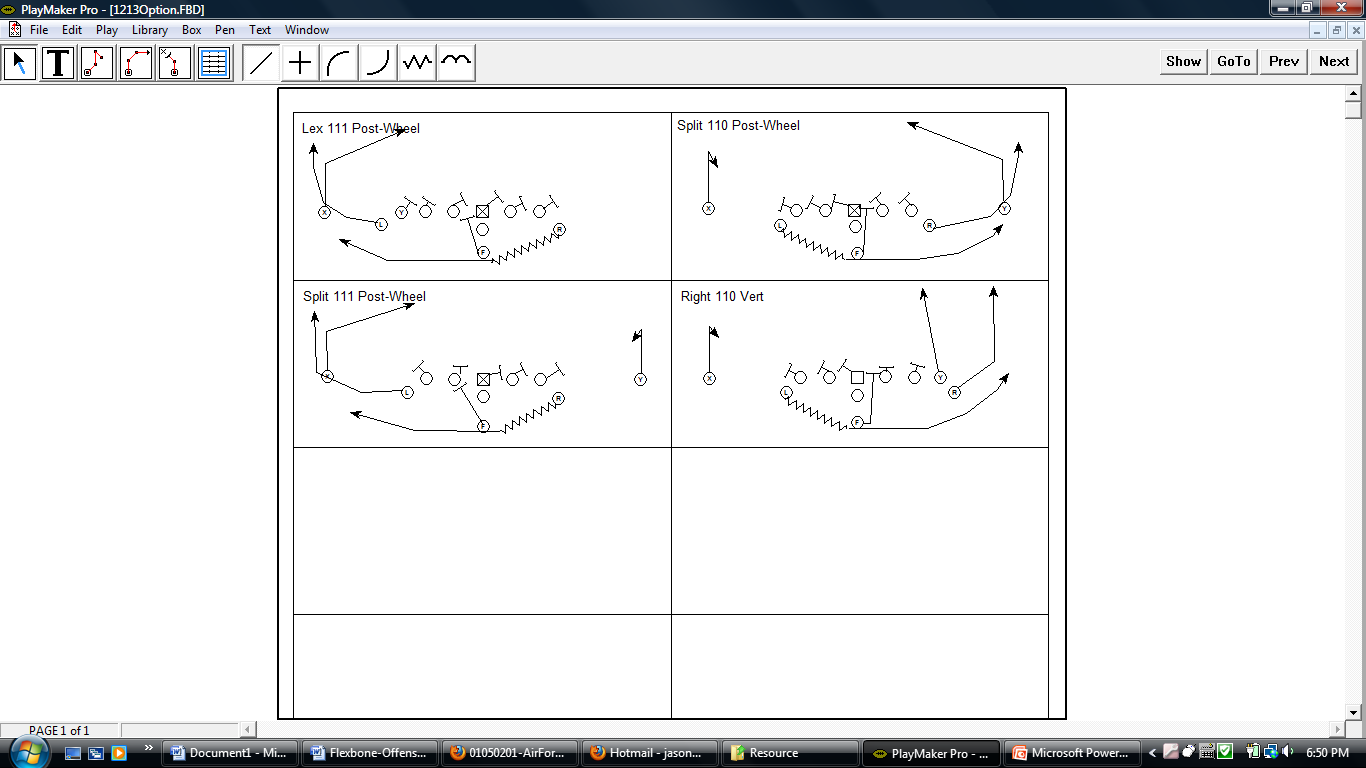 PlayMaker Pro - [1213Option.FBD]
File Edit Play Library Box Pen Text Window
T Show GoTo Prev Next
Lex 111 Post-Wheel
X L Y F R
Split 110 Post-Wheel
X L F R Y
Split 111 Post-Wheel
X L F R Y
Right 110 Vert
X L F Y R
PAGE 1 of 1
Document1 - Mi... Flexbone-Offens... 01050201-AirFor... Hotmail - jason... Resource PlayMaker Pro - ... Microsoft Power... 6:50 PM